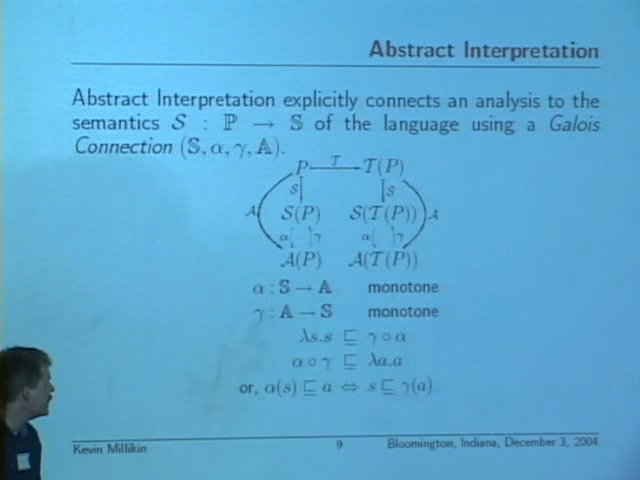 Abstract Interpretation
Abstract Interpretation explicitly connects an analysis to the
semantics 𝒮 : ℙ → 𝕊 of the language using a Galois
Connection (𝕊, α, γ, 𝔸).
P 𝒯 𝒯(P)
𝒮 𝒮
𝒜 𝒮(P) 𝒮(𝒯(P)) 𝒜
α γ α γ
𝒜(P) 𝒜(𝒯(P))
α : 𝕊 → 𝔸 monotone
γ : 𝔸 → 𝕊 monotone
λs.s ⊑ γ ∘ α
α ∘ γ ⊑ λa.a
or, α(s) ⊑ a ⇔ s ⊑ γ(a)
Kevin Millikin 9 Bloomington, Indiana, December 3, 2004